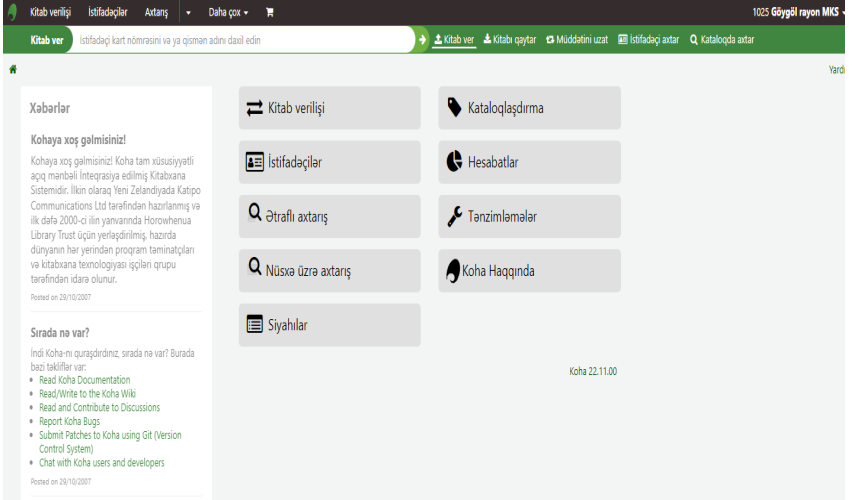 Kitab verilişi İstifadəçilər Axtarış Daha çox
1025 Göygöl rayon MKS
Kitab ver İstifadəçi kart nömrəsini və ya qismən adını daxil edin
Kitab ver Kitabı qaytar Müddətini uzat İstifadəçi axtar Kataloqda axtar
Xəbərlər
Kohaya xoş gəlmisiniz!
Kohaya xoş gəlmisiniz! Koha tam xüsusiyyətli
açıq mənbəli İnteqrasiya edilmiş Kitabxana
Sistemidir. İlkin olaraq Yeni Zelandiyada Katipo
Communications Ltd tərəfindən hazırlanmış və
ilk dəfə 2000-ci ilin yanvarında Horowhenua
Library Trust üçün yerləşdirilmiş, hazırda
dünyanın hər yerindən proqram təminatçıları
və kitabxana texnologiyası işçiləri qrupu
tərəfindən idarə olunur.
Posted on 29/10/2007
Sırada nə var?
İndi Koha-nı quraşdırdınız, sırada nə var? Burada
bəzi təkliflər var:
Read Koha Documentation
Read/Write to the Koha Wiki
Read and Contribute to Discussions
Report Koha Bugs
Submit Patches to Koha using Git (Version
Control System)
Chat with Koha users and developers
Posted on 29/10/2007
Kitab verilişi
İstifadəçilər
Ətraflı axtarış
Nüsxə üzrə axtarış
Siyahılar
Kataloqlaşdırma
Hesabatlar
Tənzimləmələr
Koha Haqqında
Koha 22.11.00